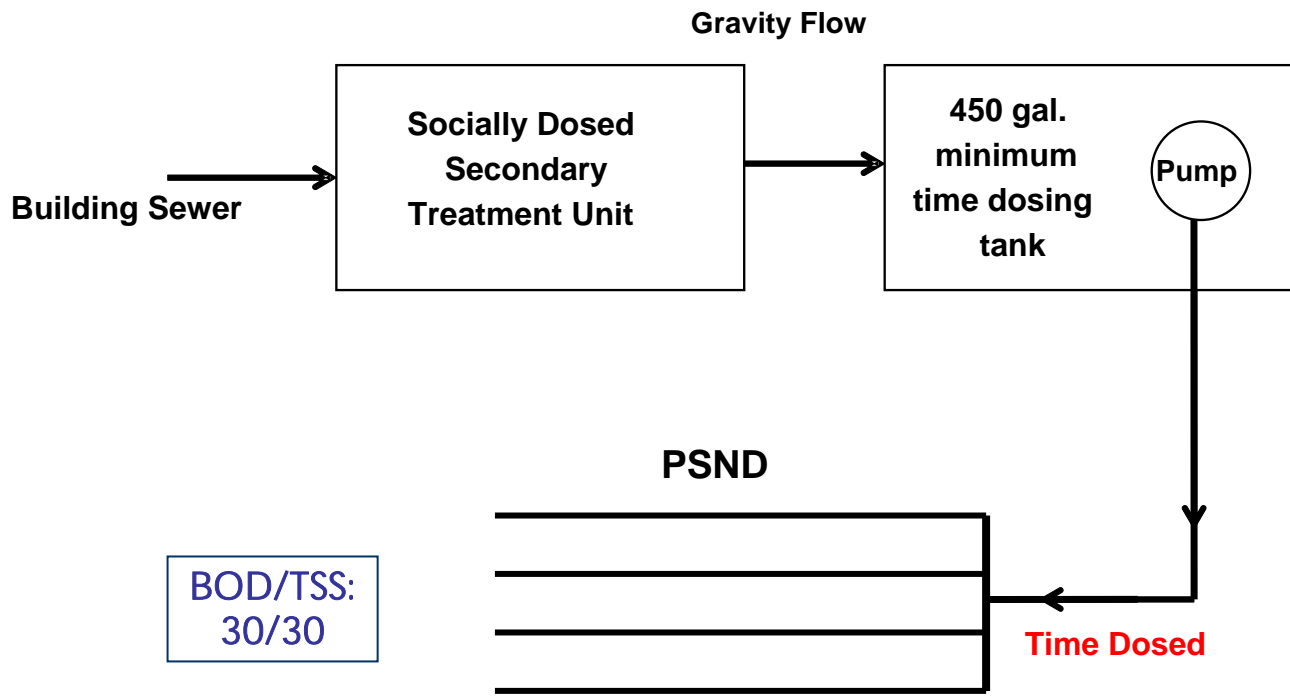 Gravity Flow
Socially Dosed
Secondary
Treatment Unit
450 gal.
minimum
time dosing
tank
Pump
Building Sewer
PSND
BOD/TSS:
30/30
Time Dosed